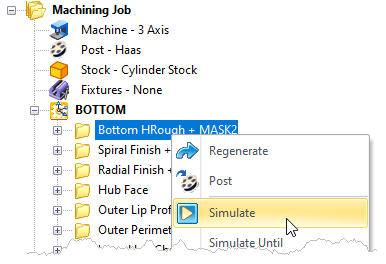 Machining Job
Machine - 3 Axis
Post - Haas
Stock - Cylinder Stock
Fixtures - None
BOTTOM
Bottom HRough + MASK2
Spiral Finish +
Radial Finish +
Hub Face
Outer Lip Prof
Outer Perimet
Regenerate
Post
Simulate
Simulate Until